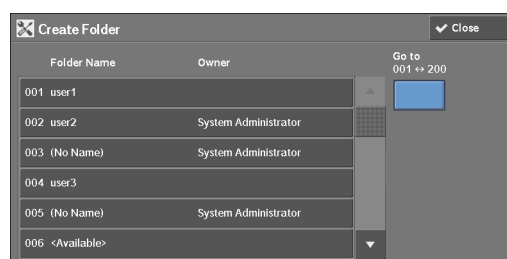 Create Folder
Close
Folder Name Owner
Go to
001 ↔ 200
001 user1
002 user2 System Administrator
003 (No Name) System Administrator
004 user3
005 (No Name) System Administrator
006 <Available>